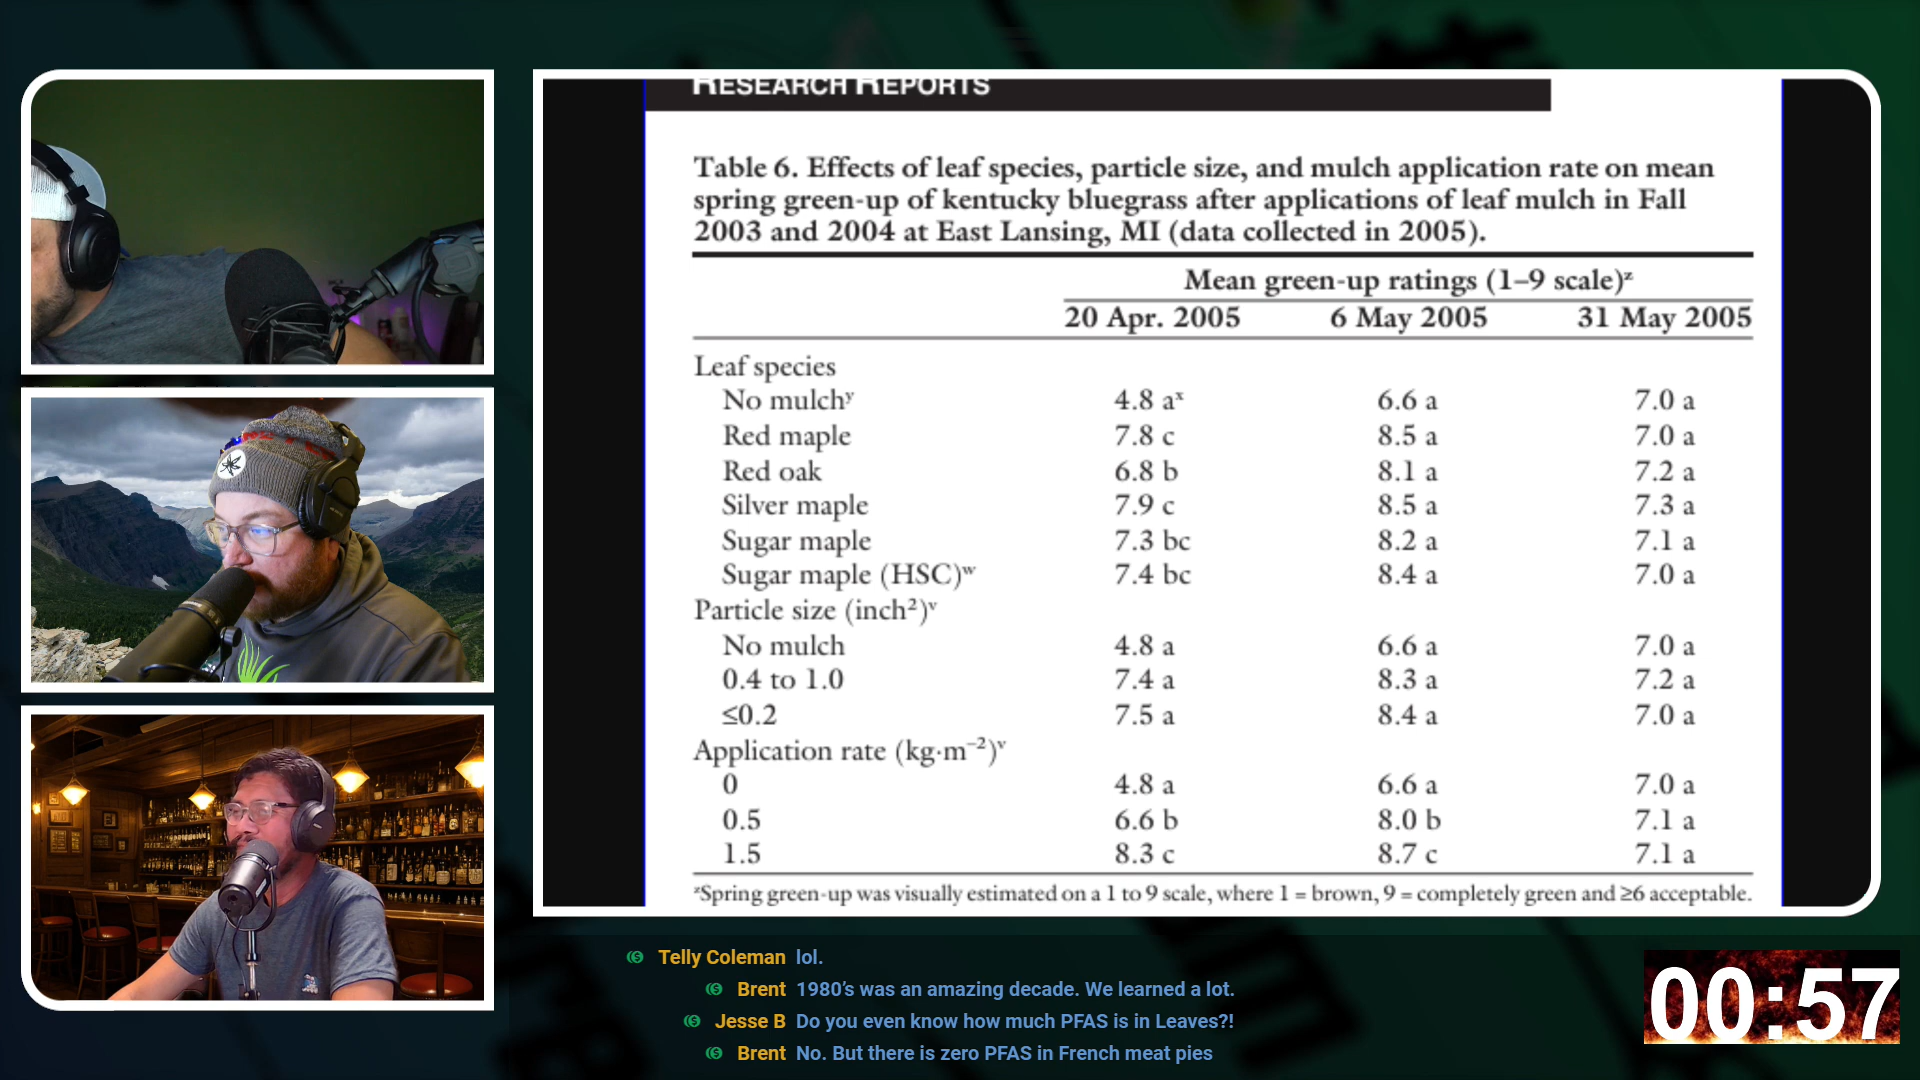 RESEARCH REPORTS
Table 6. Effects of leaf species, particle size, and mulch application rate on mean
spring green-up of kentucky bluegrass after applications of leaf mulch in Fall
2003 and 2004 at East Lansing, MI (data collected in 2005).
Mean green-up ratings (1–9 scale)ᶻ
20 Apr. 2005 6 May 2005 31 May 2005
Leaf species
No mulchʸ 4.8 aˣ 6.6 a 7.0 a
Red maple 7.8 c 8.5 a 7.0 a
Red oak 6.8 b 8.1 a 7.2 a
Silver maple 7.9 c 8.5 a 7.3 a
Sugar maple 7.3 bc 8.2 a 7.1 a
Sugar maple (HSC)ʷ 7.4 bc 8.4 a 7.0 a
Particle size (inch²)ᵛ
No mulch 4.8 a 6.6 a 7.0 a
0.4 to 1.0 7.4 a 8.3 a 7.2 a
≤0.2 7.5 a 8.4 a 7.0 a
Application rate (kg·m⁻²)ᵛ
0 4.8 a 6.6 a 7.0 a
0.5 6.6 b 8.0 b 7.1 a
1.5 8.3 c 8.7 c 7.1 a
ᶻSpring green-up was visually estimated on a 1 to 9 scale, where 1 = brown, 9 = completely green and ≥6 acceptable.
Telly Coleman lol.
Brent 1980’s was an amazing decade. We learned a lot.
Jesse B Do you even know how much PFAS is in Leaves?!
Brent No. But there is zero PFAS in French meat pies
00:57